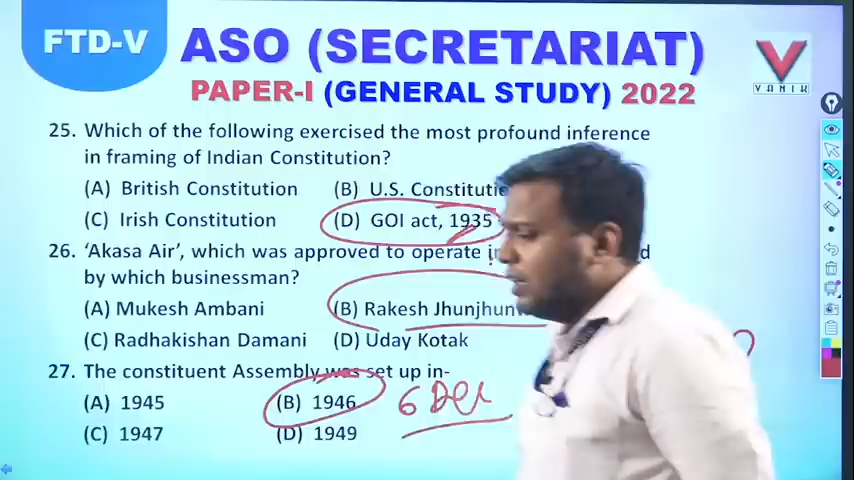 FTD-V
ASO (SECRETARIAT)
PAPER-I (GENERAL STUDY) 2022
VANIK
25. Which of the following exercised the most profound inference
in framing of Indian Constitution?
(A) British Constitution (B) U.S.
(C) Irish Constitution (D) GOI act, 1935
26. 'Akasa Air', which was approved to operate
by which businessman?
(A) Mukesh Ambani (B) Rakesh
(C) Radhakishan Damani (D) Uday Kotak
27. The constituent Assembly was set up in-
(A) 1945 (B) 1946 6 Dec
(C) 1947 (D) 1949